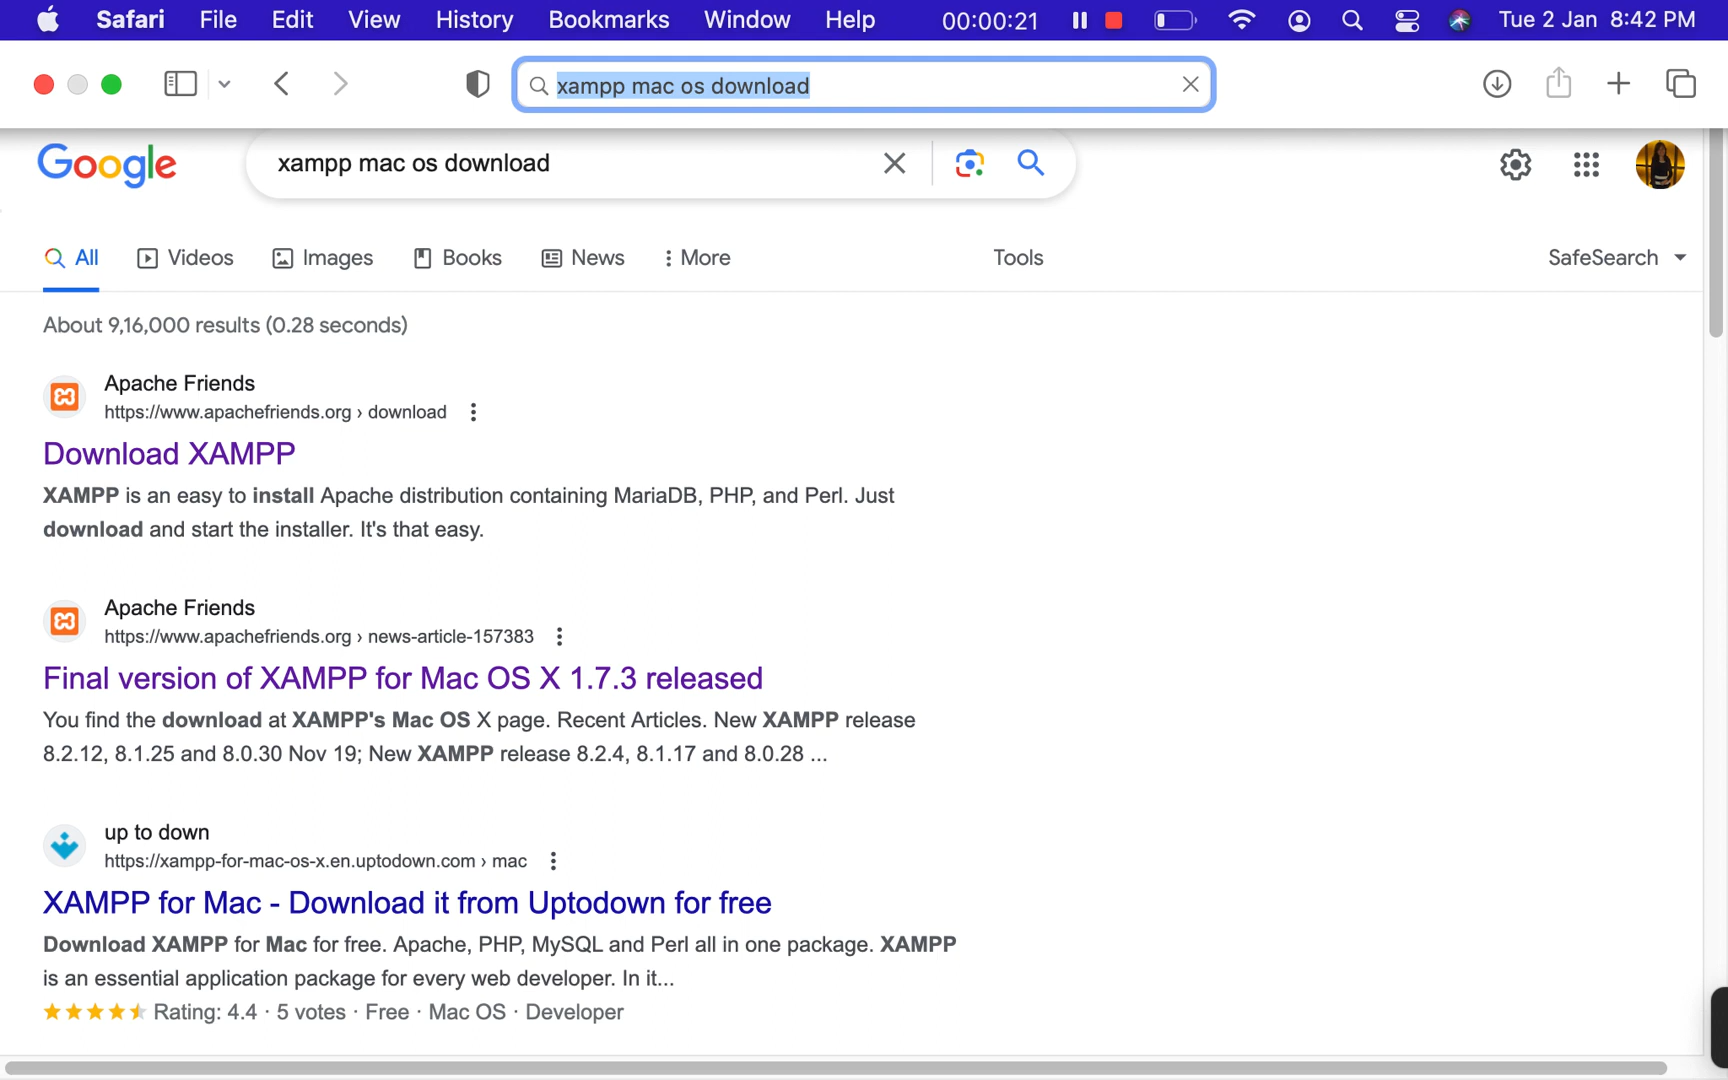 Safari File Edit View History Bookmarks Window Help 00:00:21 Tue 2 Jan 8:42 PM
xampp mac os download
Google xampp mac os download
All Videos Images Books News More Tools SafeSearch
About 9,16,000 results (0.28 seconds)
Apache Friends
https://www.apachefriends.org › download
Download XAMPP
XAMPP is an easy to install Apache distribution containing MariaDB, PHP, and Perl. Just
download and start the installer. It's that easy.
Apache Friends
https://www.apachefriends.org › news-article-157383
Final version of XAMPP for Mac OS X 1.7.3 released
You find the download at XAMPP's Mac OS X page. Recent Articles. New XAMPP release
8.2.12, 8.1.25 and 8.0.30 Nov 19; New XAMPP release 8.2.4, 8.1.17 and 8.0.28 ...
up to down
https://xampp-for-mac-os-x.en.uptodown.com › mac
XAMPP for Mac - Download it from Uptodown for free
Download XAMPP for Mac for free. Apache, PHP, MySQL and Perl all in one package. XAMPP
is an essential application package for every web developer. In it...
Rating: 4.4 · 5 votes · Free · Mac OS · Developer